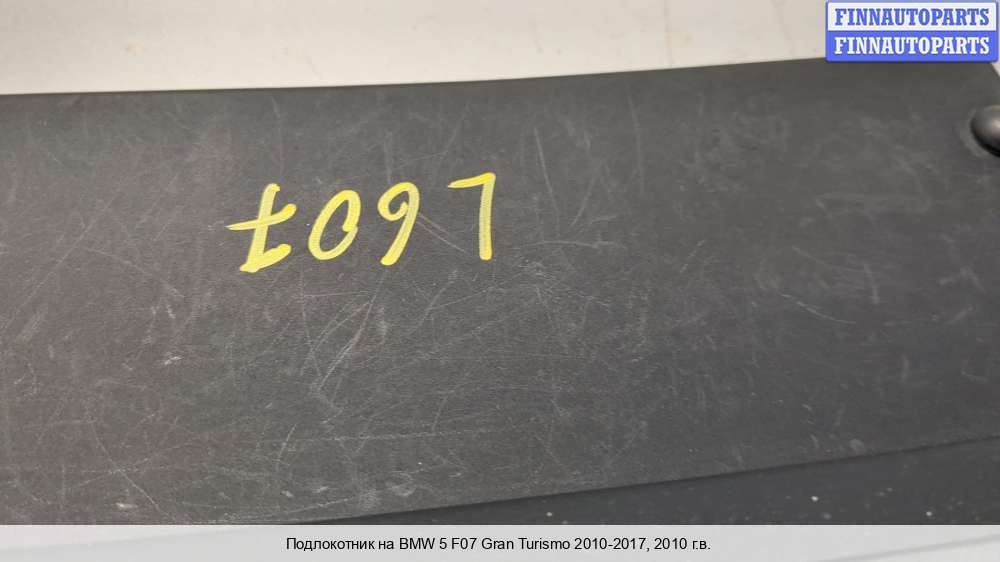 FINNAUTOPARTS
FINNAUTOPARTS
L607
Подлокотник на BMW 5 F07 Gran Turismo 2010-2017, 2010 г.в.